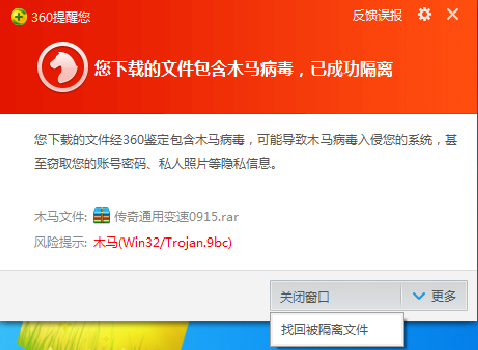 360提醒您
反馈误报
您下载的文件包含木马病毒，已成功隔离
您下载的文件经360鉴定包含木马病毒，可能导致木马病毒入侵您的系统，甚
至窃取您的账号密码、私人照片等隐私信息。
木马文件: 传奇通用变速0915.rar
风险提示: 木马(Win32/Trojan.9bc)
关闭窗口
更多
找回被隔离文件